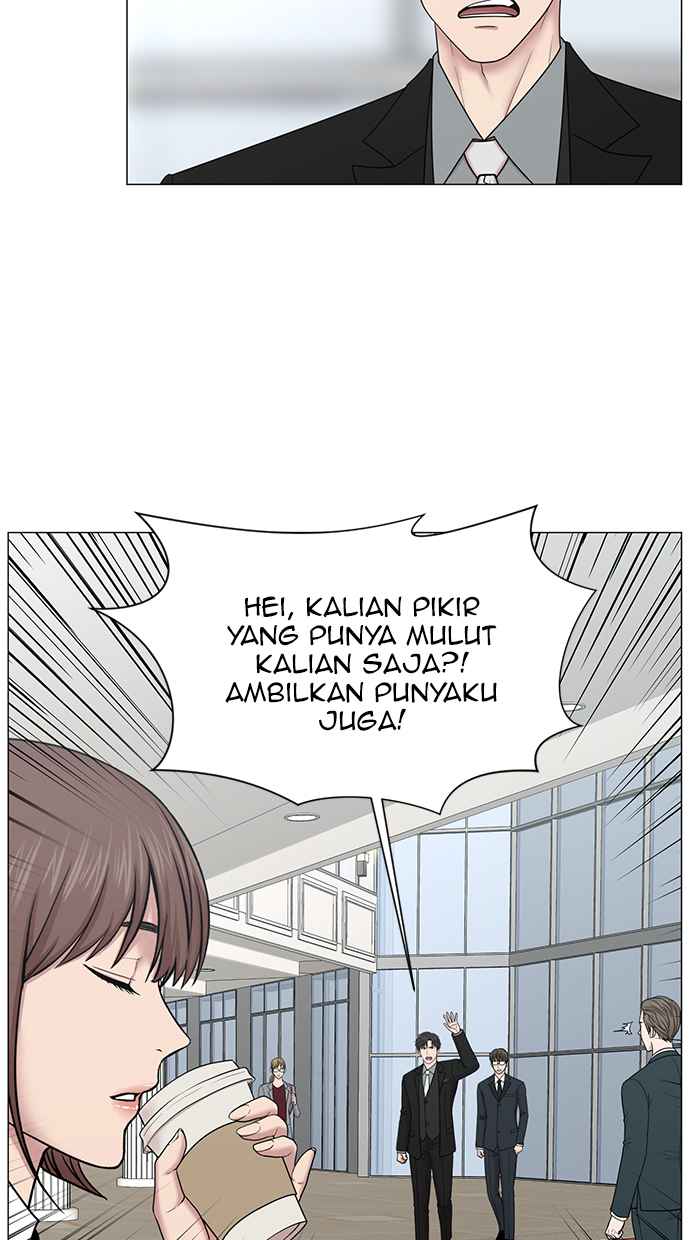 HEI, KALIAN PIKIR
YANG PUNYA MULUT
KALIAN SAJA?!
AMBILKAN PUNYAKU
JUGA!